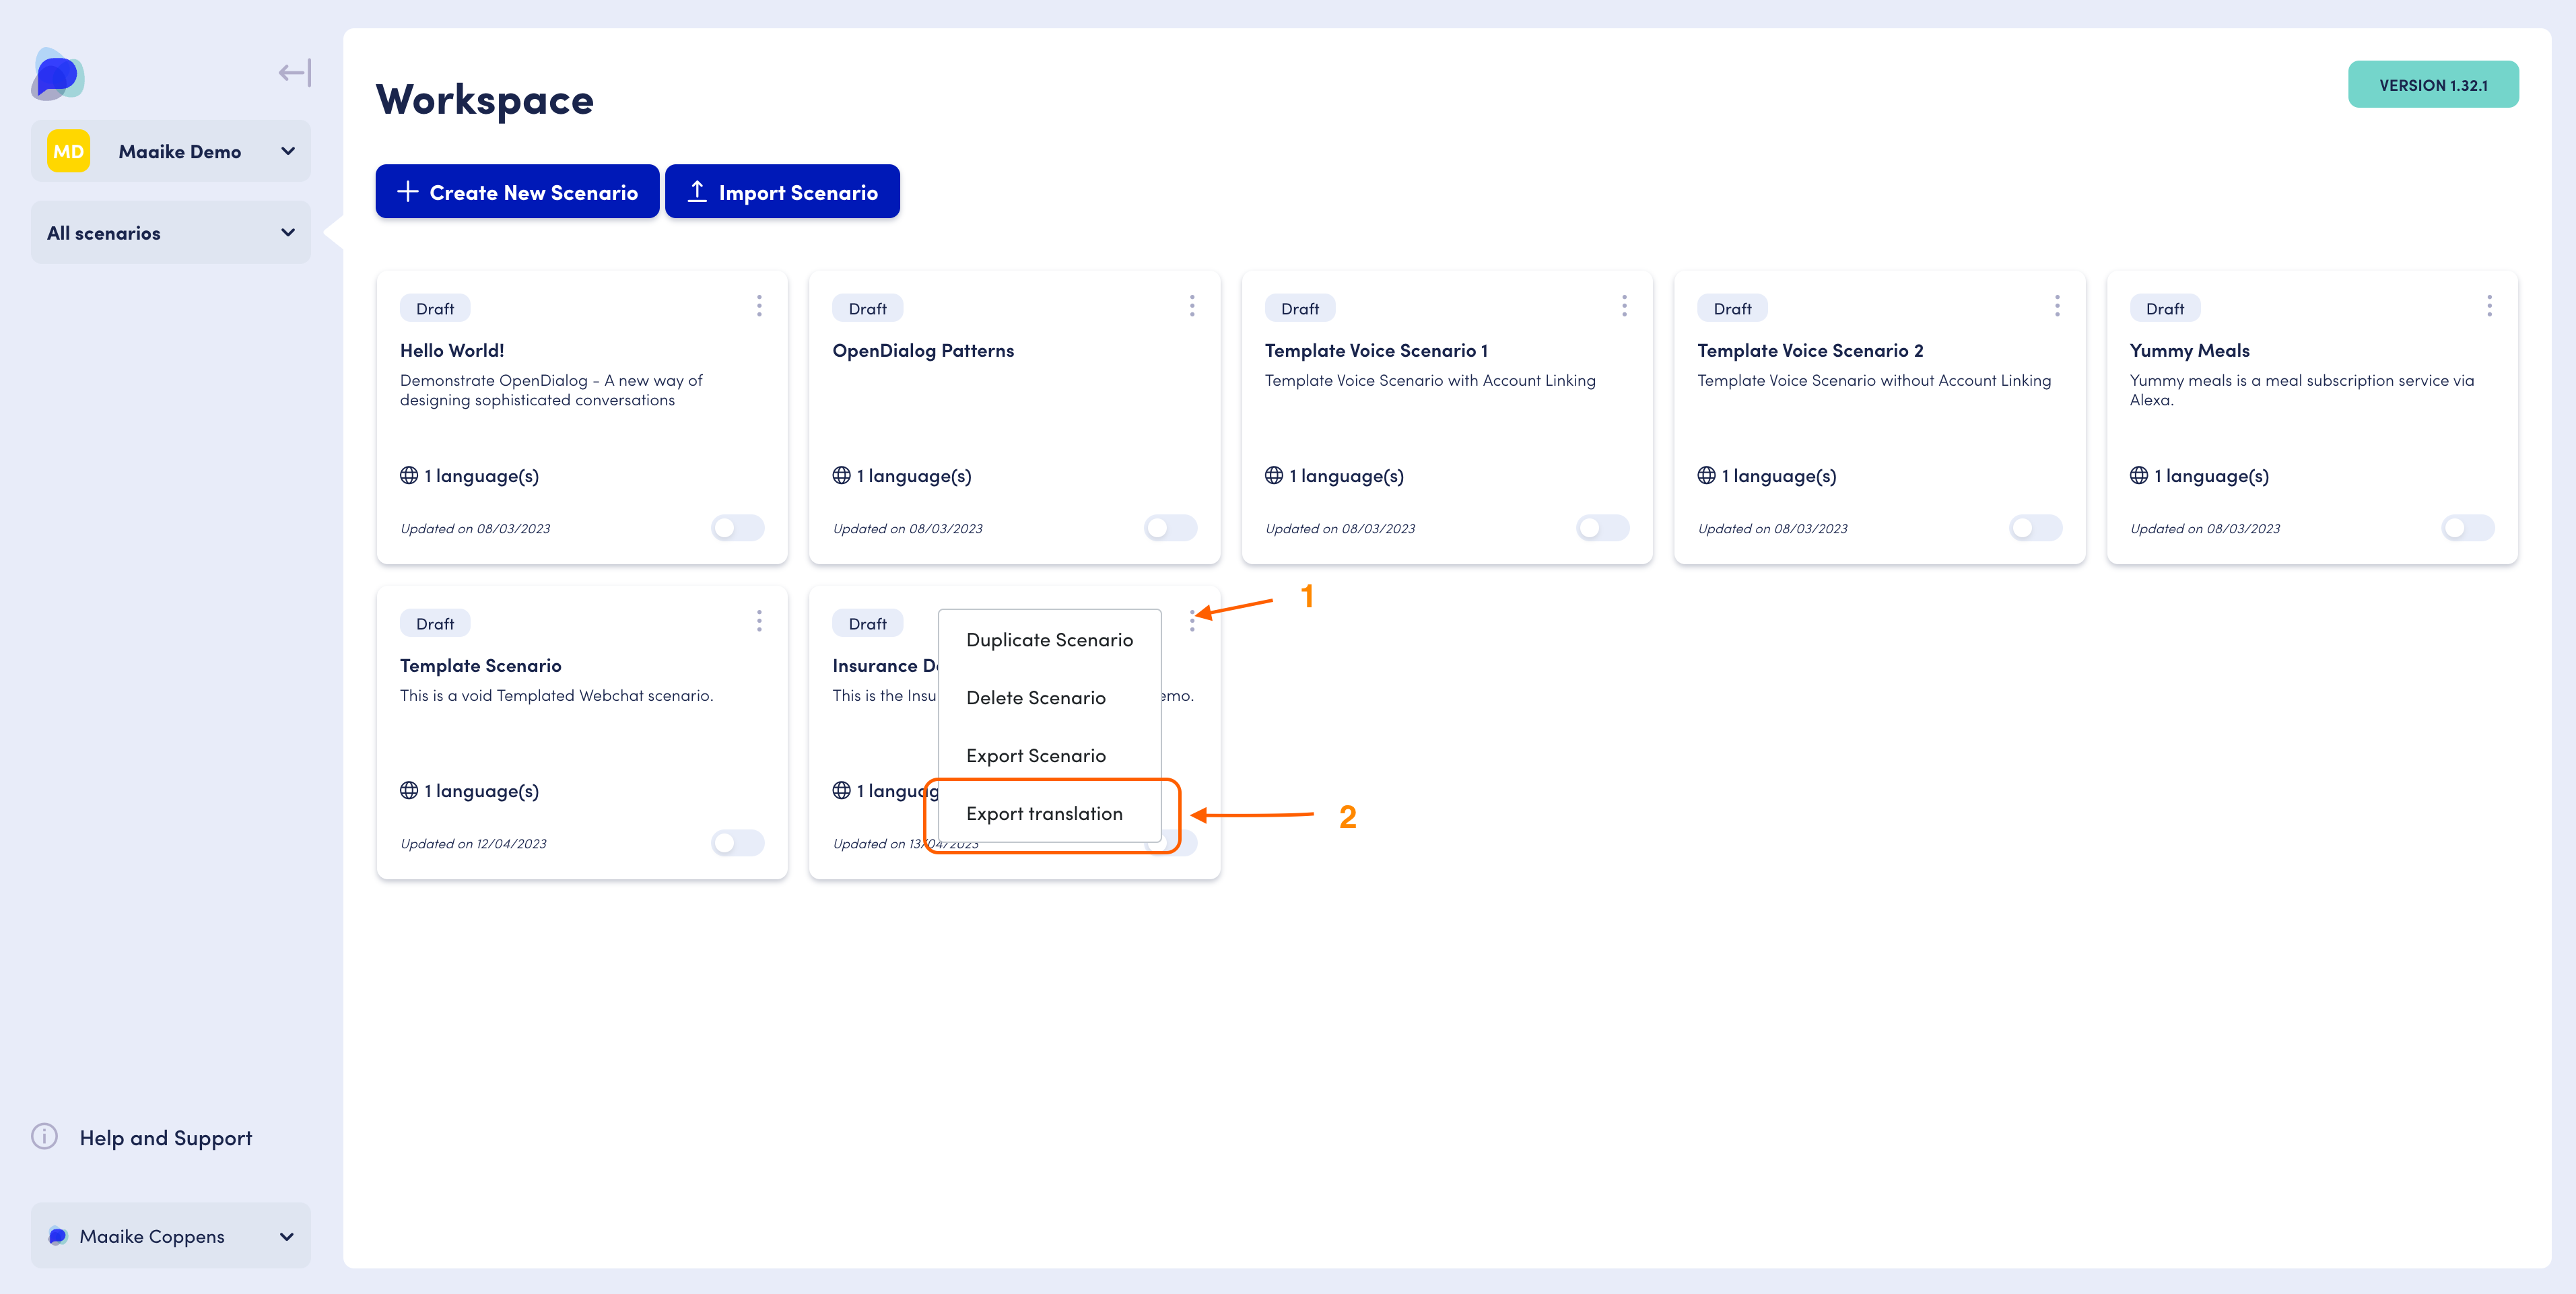 Workspace
VERSION 1.32.1
MD Maaike Demo
All scenarios
Create New Scenario
Import Scenario
Draft
Hello World!
Demonstrate OpenDialog - A new way of
designing sophisticated conversations
1 language(s)
Updated on 08/03/2023
Draft
OpenDialog Patterns
1 language(s)
Updated on 08/03/2023
Draft
Template Voice Scenario 1
Template Voice Scenario with Account Linking
1 language(s)
Updated on 08/03/2023
Draft
Template Voice Scenario 2
Template Voice Scenario without Account Linking
1 language(s)
Updated on 08/03/2023
Draft
Yummy Meals
Yummy meals is a meal subscription service via
Alexa.
1 language(s)
Updated on 08/03/2023
Draft
Template Scenario
This is a void Templated Webchat scenario.
1 language(s)
Updated on 12/04/2023
Draft
Insurance
This is the
1
Updated on 13/04/2023
Duplicate Scenario
Delete Scenario
Export Scenario
Export translation
1
2
Help and Support
Maaike Coppens